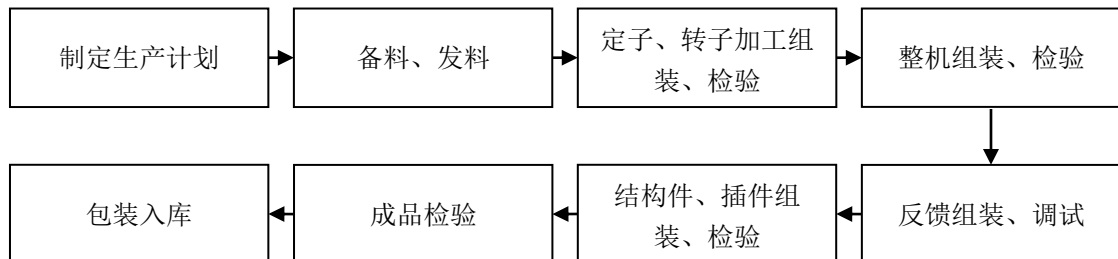 制定生产计划
备料、发料
定子、转子加工组
装、检验
整机组装、检验
反馈组装、调试
结构件、插件组
装、检验
成品检验
包装入库